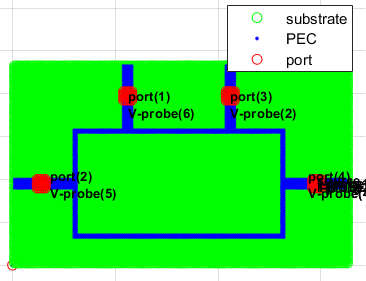 substrate
PEC
port
port(1)
V-probe(6)
port(3)
V-probe(2)
port(2)
V-probe(5)
port(4)